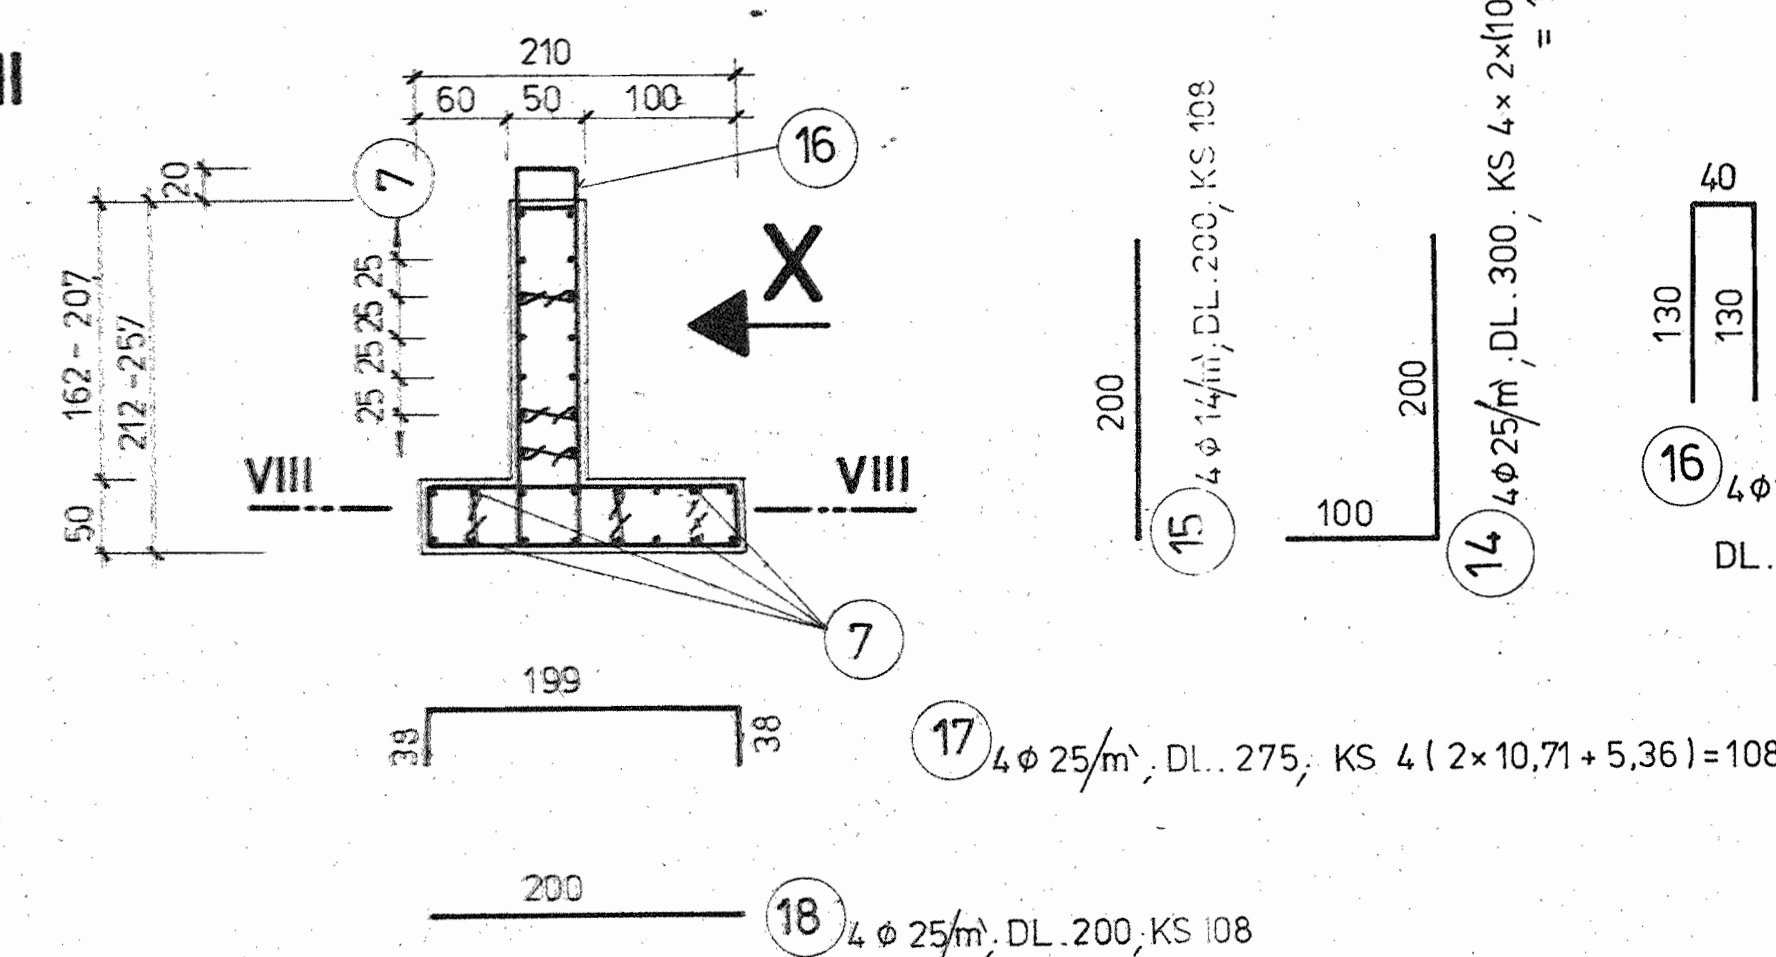 II
210
60 50 100
16
20
7
X
25 25 25 25
162 - 207
212 - 257
50
VIII VIII
7
199
38 38
17 4 φ 25/m', DL. 275, KS 4 ( 2×10,71 + 5,36 ) = 108
200
18 4 φ 25/m', DL. 200, KS 108
200
15 4 φ 14/m', DL. 200, KS 108
200
100
14 4 φ 25/m', DL. 300, KS 4× 2×(10
=
40
130 130
16 4 φ
DL.